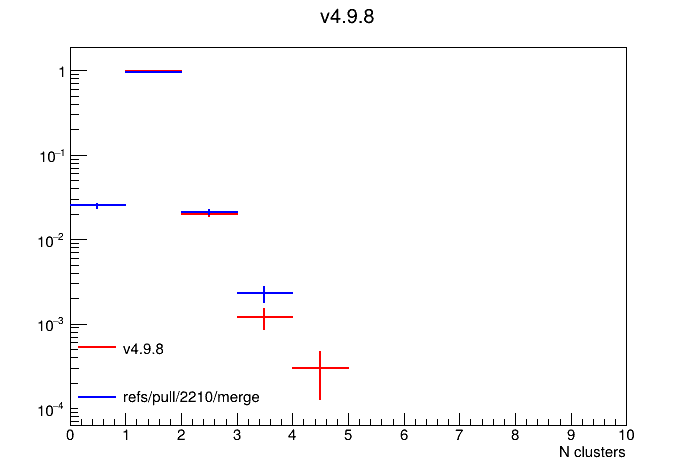 v4.9.8
1
10⁻¹
10⁻²
10⁻³
10⁻⁴
v4.9.8
refs/pull/2210/merge
0 1 2 3 4 5 6 7 8 9 10
N clusters